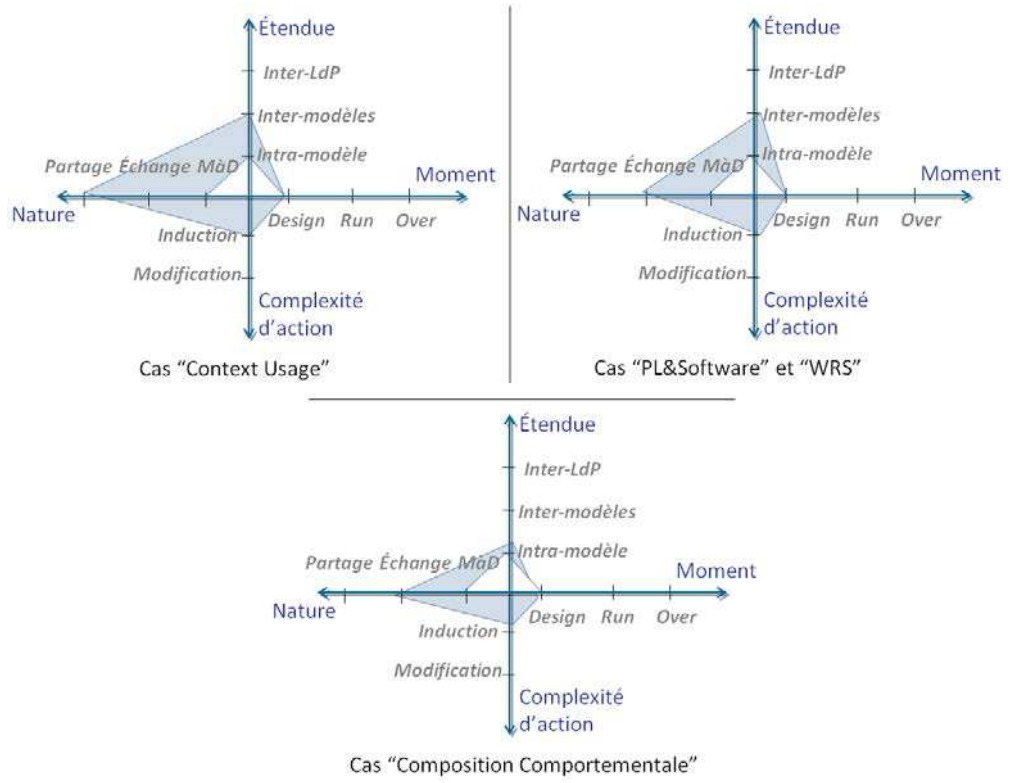 Étendue
Inter-LdP
Inter-modèles
Intra-modèle
Partage Échange MàD
Moment
Nature
Design Run Over
Induction
Modification
Complexité
d'action
Cas "Context Usage"
Étendue
Inter-LdP
Inter-modèles
Intra-modèle
Partage Échange MàD
Moment
Nature
Design Run Over
Induction
Modification
Complexité
d'action
Cas "PL&Software" et "WRS"
Étendue
Inter-LdP
Inter-modèles
Intra-modèle
Partage Échange MàD
Moment
Nature
Design Run Over
Induction
Modification
Complexité
d'action
Cas "Composition Comportementale"